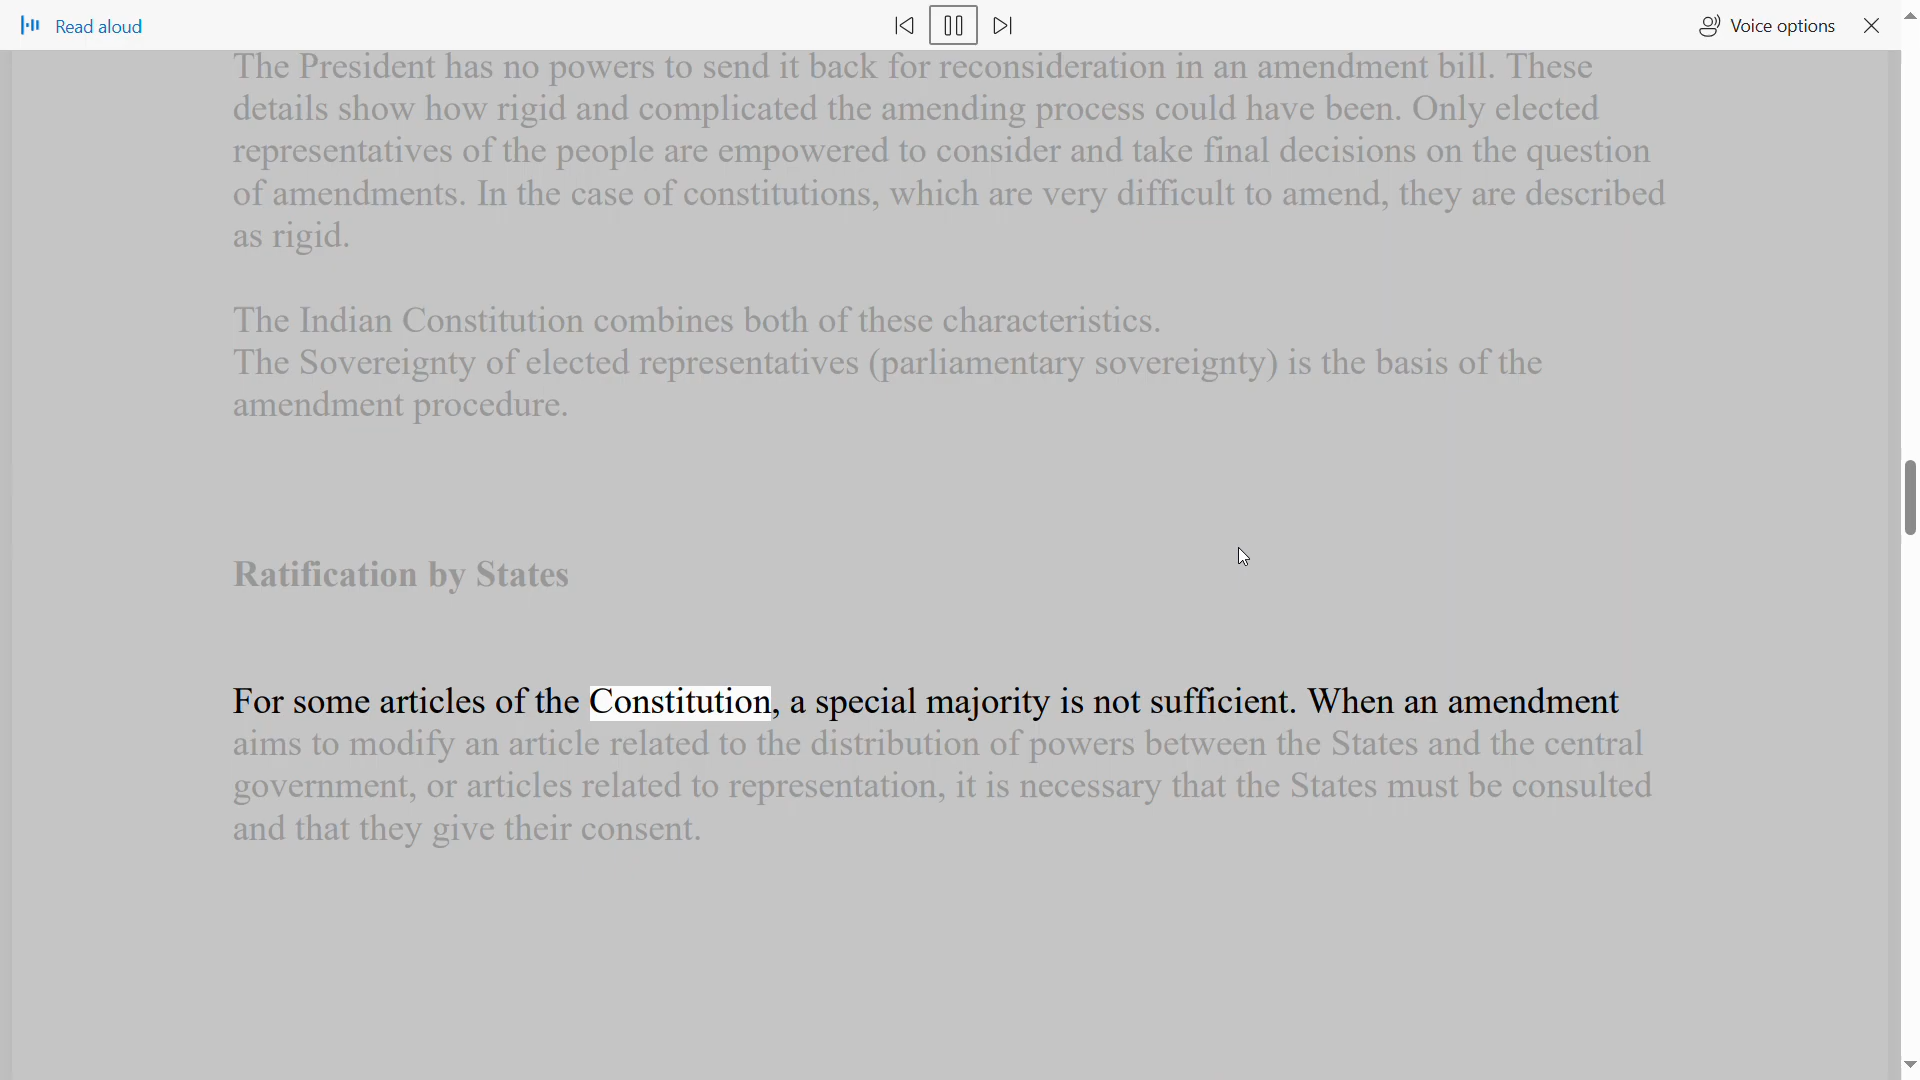 Read aloud
Voice options
The President has no powers to send it back for reconsideration in an amendment bill. These
details show how rigid and complicated the amending process could have been. Only elected
representatives of the people are empowered to consider and take final decisions on the question
of amendments. In the case of constitutions, which are very difficult to amend, they are described
as rigid.
The Indian Constitution combines both of these characteristics.
The Sovereignty of elected representatives (parliamentary sovereignty) is the basis of the
amendment procedure.
Ratification by States
For some articles of the Constitution, a special majority is not sufficient. When an amendment
aims to modify an article related to the distribution of powers between the States and the central
government, or articles related to representation, it is necessary that the States must be consulted
and that they give their consent.